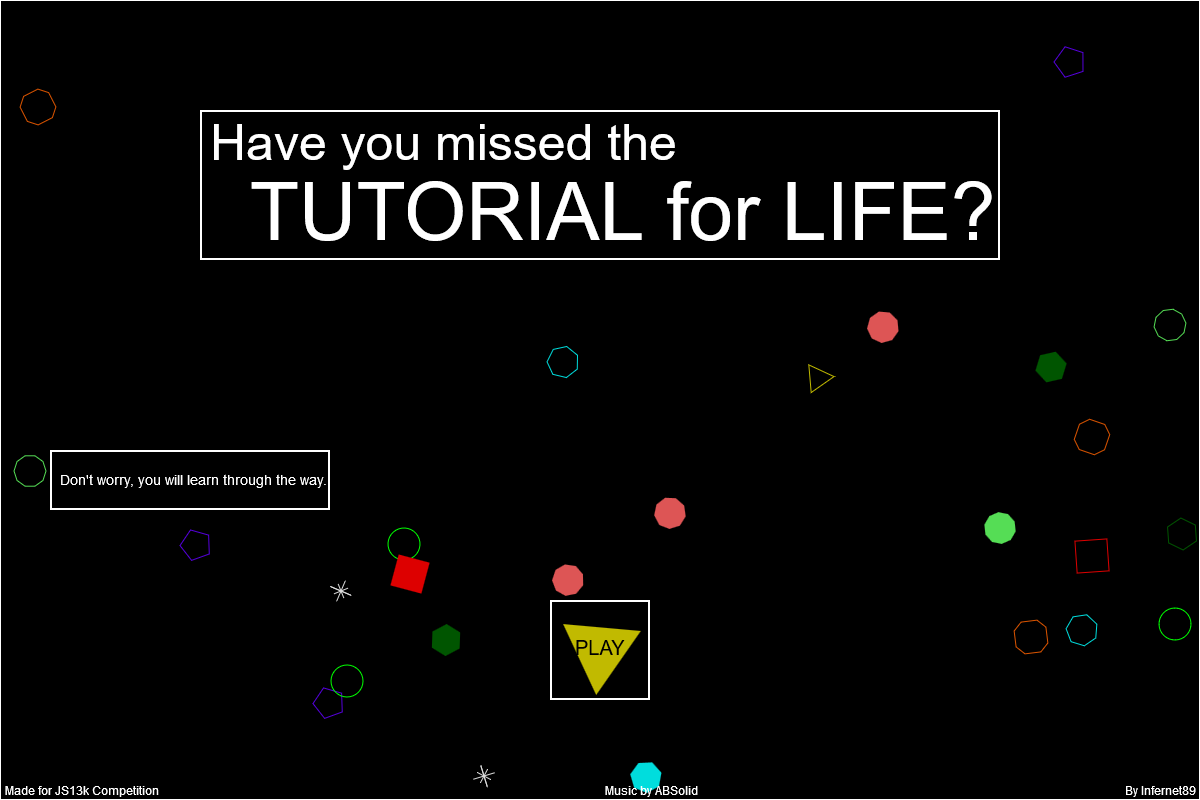 Have you missed the
TUTORIAL for LIFE?
Don't worry, you will learn through the way.
PLAY
Made for JS13k Competition
Music by ABSolid
By Infernet89